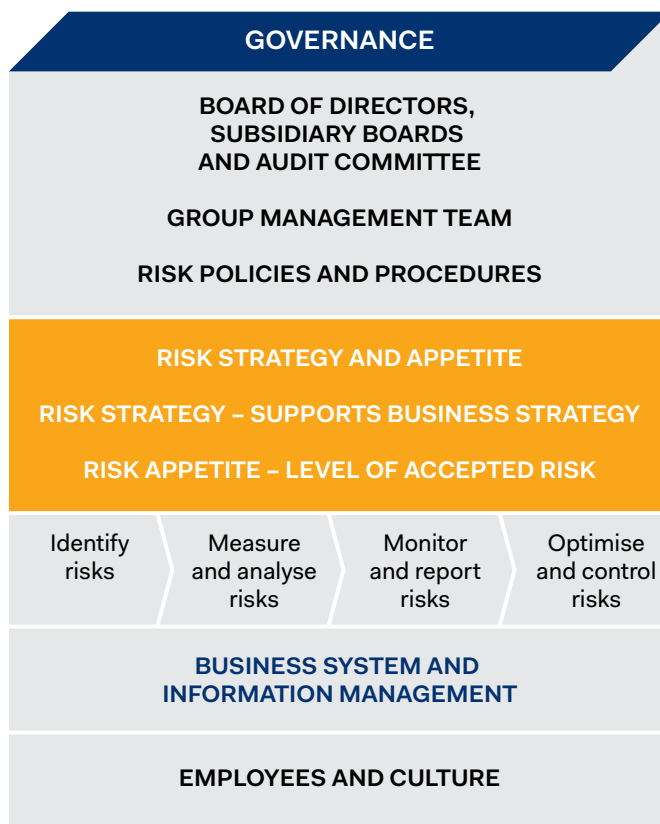 GOVERNANCE
BOARD OF DIRECTORS,
SUBSIDIARY BOARDS
AND AUDIT COMMITTEE
GROUP MANAGEMENT TEAM
RISK POLICIES AND PROCEDURES
RISK STRATEGY AND APPETITE
RISK STRATEGY – SUPPORTS BUSINESS STRATEGY
RISK APPETITE – LEVEL OF ACCEPTED RISK
Identify
risks
Measure
and analyse
risks
Monitor
and report
risks
Optimise
and control
risks
BUSINESS SYSTEM AND
INFORMATION MANAGEMENT
EMPLOYEES AND CULTURE